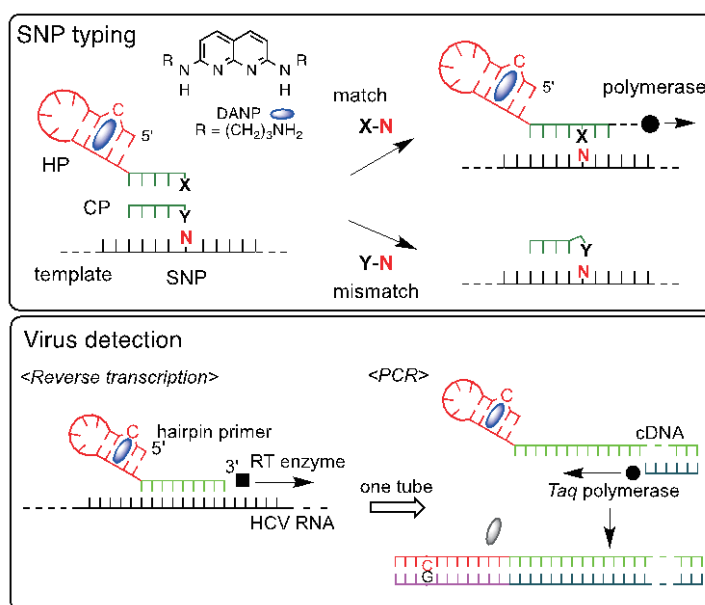 SNP typing
R
N
H
N
N
N
H
R
DANP
R = (CH₂)₃NH₂
C
5'
HP
X
CP
Y
N
template
SNP
match
X-N
Y-N
mismatch
C
5'
polymerase
X
N
Y
N
Virus detection
<Reverse transcription>
C
5'
hairpin primer
3'
RT enzyme
HCV RNA
one tube
<PCR>
C
cDNA
Taq polymerase
C
G